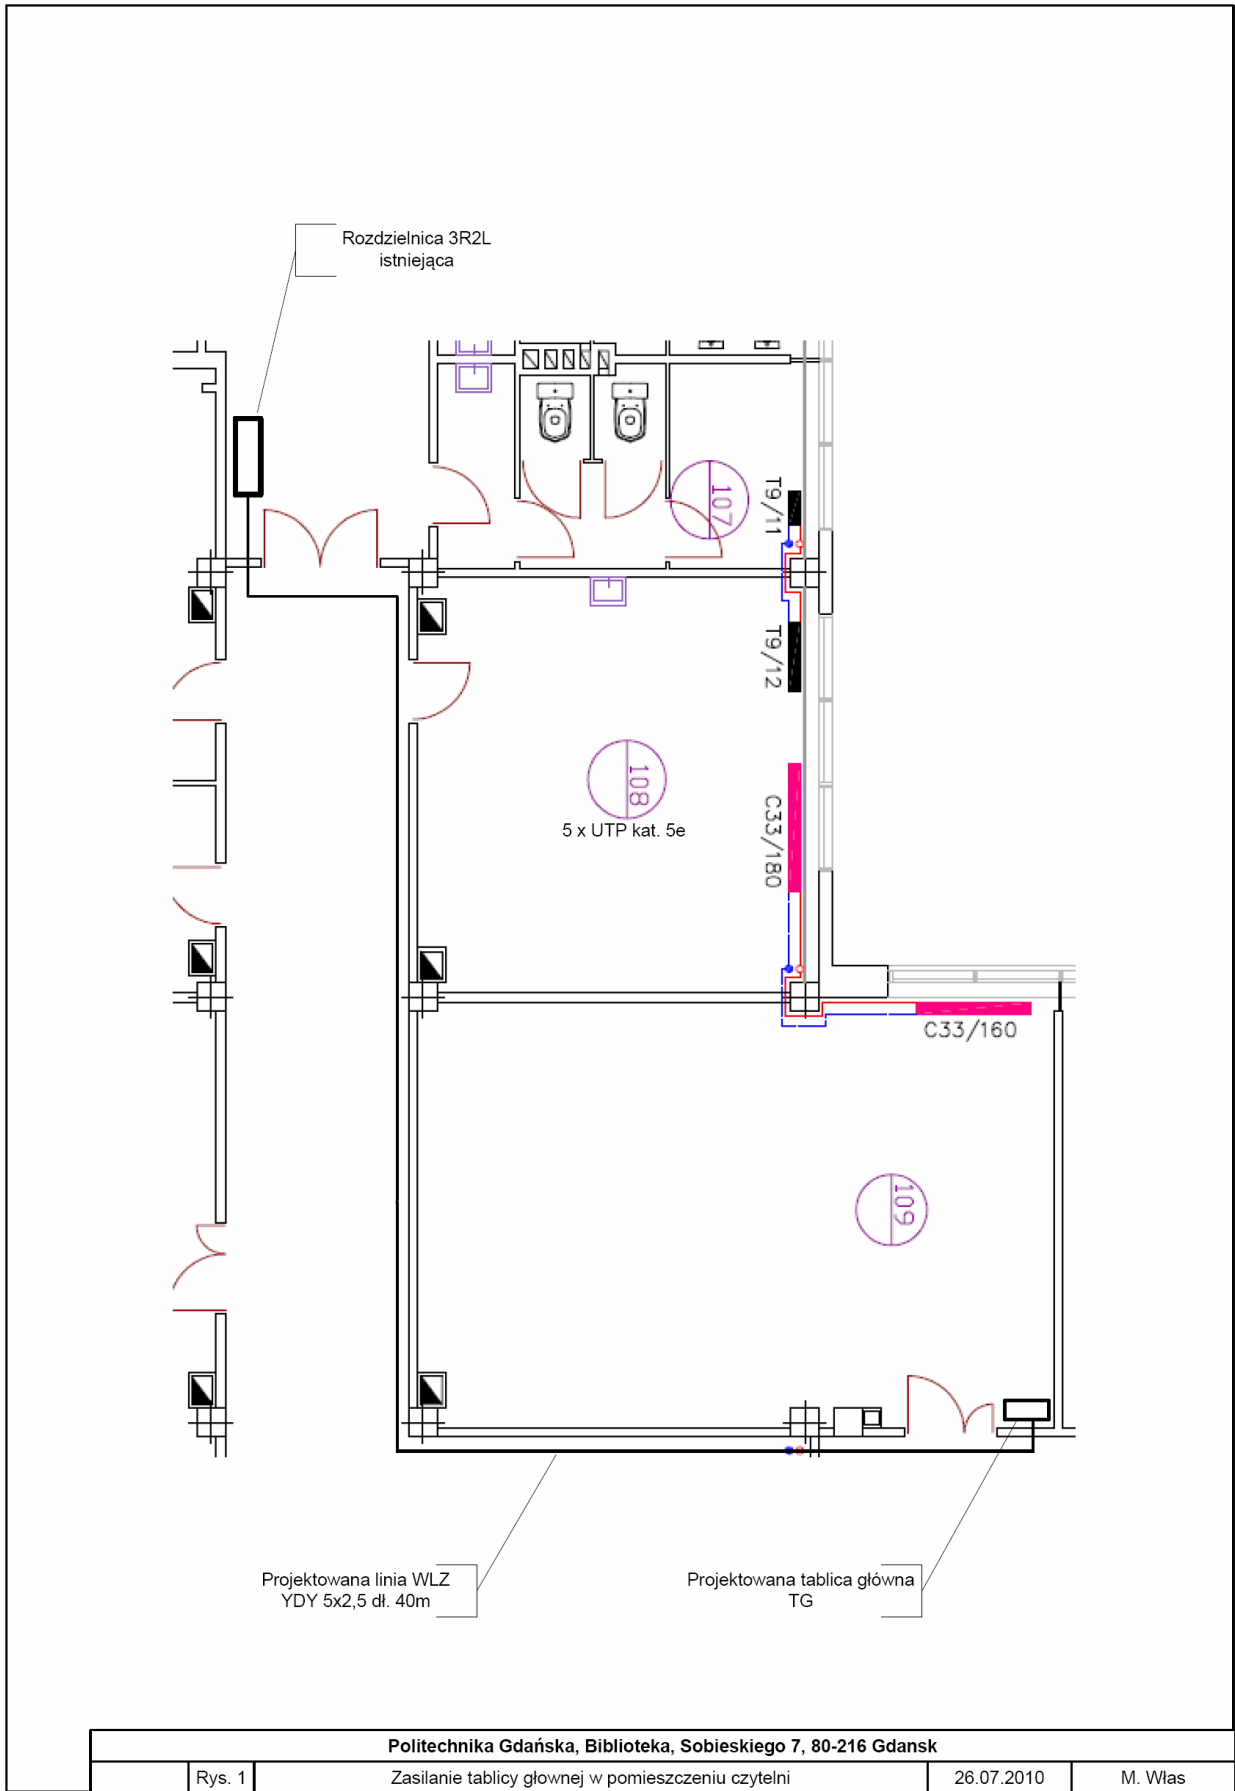 Rozdzielnica 3R2L
istniejąca
107
T9/11
T9/12
108
5 x UTP kat. 5e
C33/180
C33/160
109
Projektowana linia WLZ
YDY 5x2,5 dł. 40m
Projektowana tablica główna
TG
Politechnika Gdańska, Biblioteka, Sobieskiego 7, 80-216 Gdansk
Rys. 1
Zasilanie tablicy głownej w pomieszczeniu czytelni
26.07.2010
M. Włas